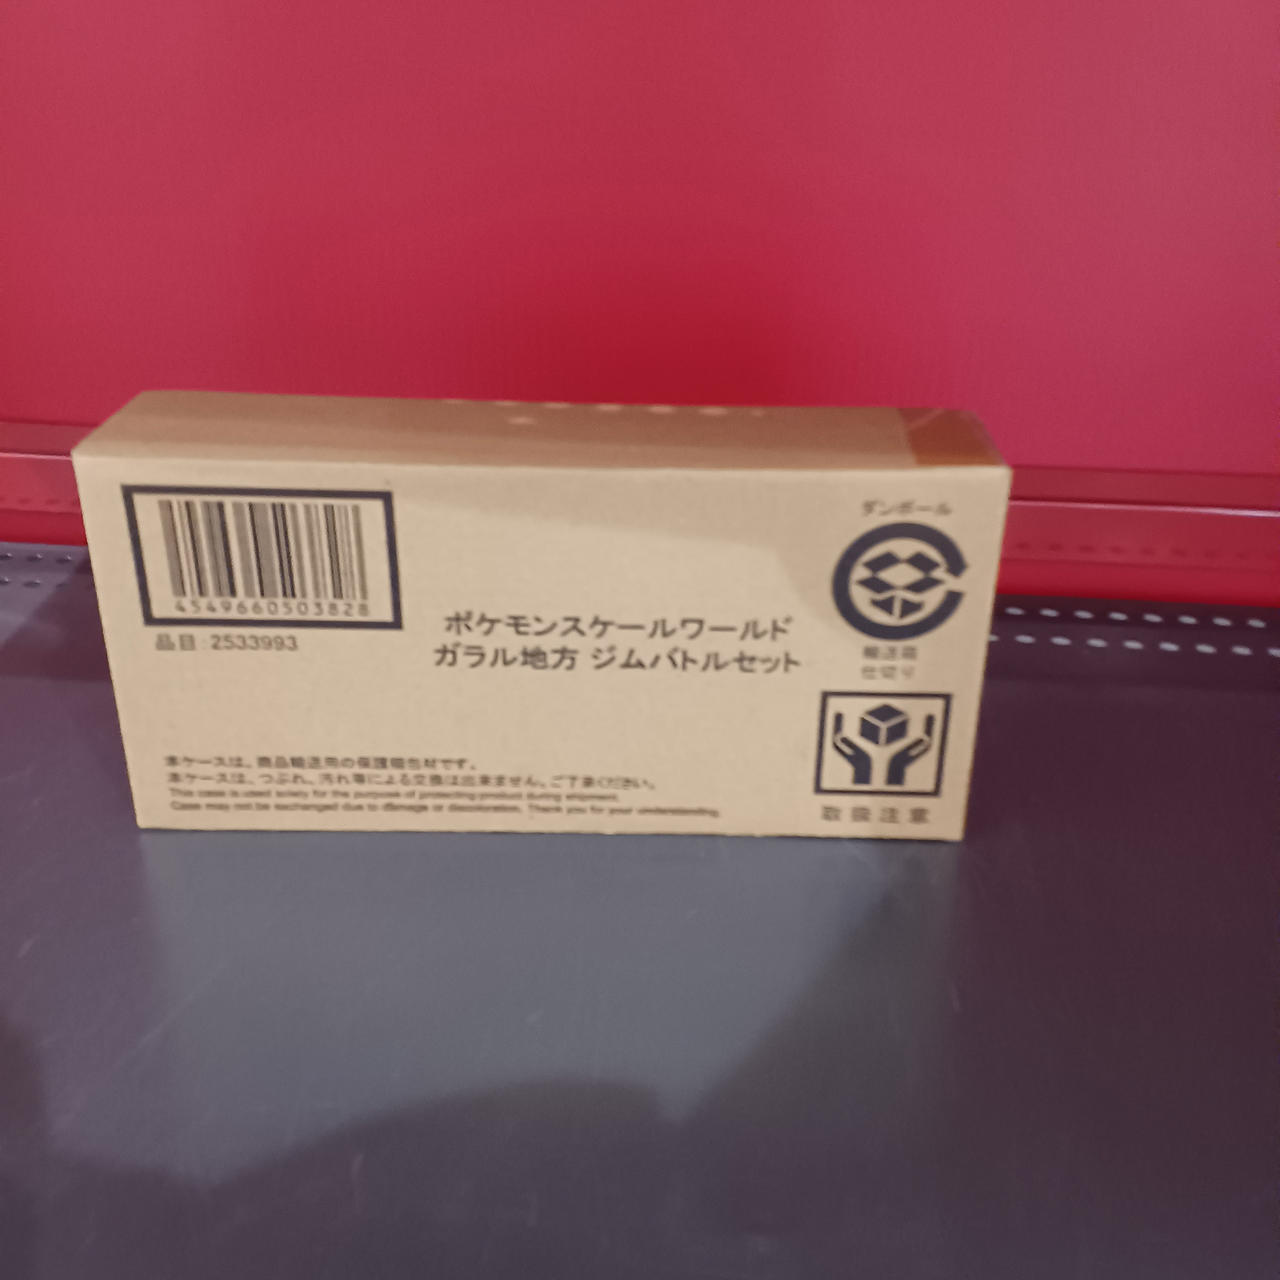 4549660503828
品目:2533993
ポケモンスケールワールド
ガラル地方 ジムバトルセット
ダンボール
輸送箱
仕切り
取扱注意
本ケースは、商品輸送用の保護梱包材です。
本ケースは、つぶれ、汚れ等による交換は出来ません。ご了承ください。
This case is used solely for the purpose of protecting product during shipment.
Case may not be exchanged due to damage or discoloration. Thank you for your understanding.